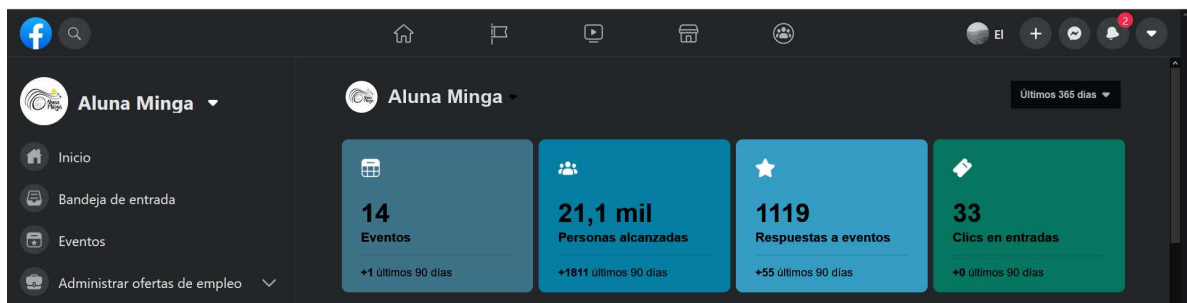 2
El
Aluna Minga
Aluna Minga
Últimos 365 días
Inicio
Bandeja de entrada
Eventos
Administrar ofertas de empleo
14
Eventos
+1 últimos 90 días
21,1 mil
Personas alcanzadas
+1811 últimos 90 días
1119
Respuestas a eventos
+55 últimos 90 días
33
Clics en entradas
+0 últimos 90 días